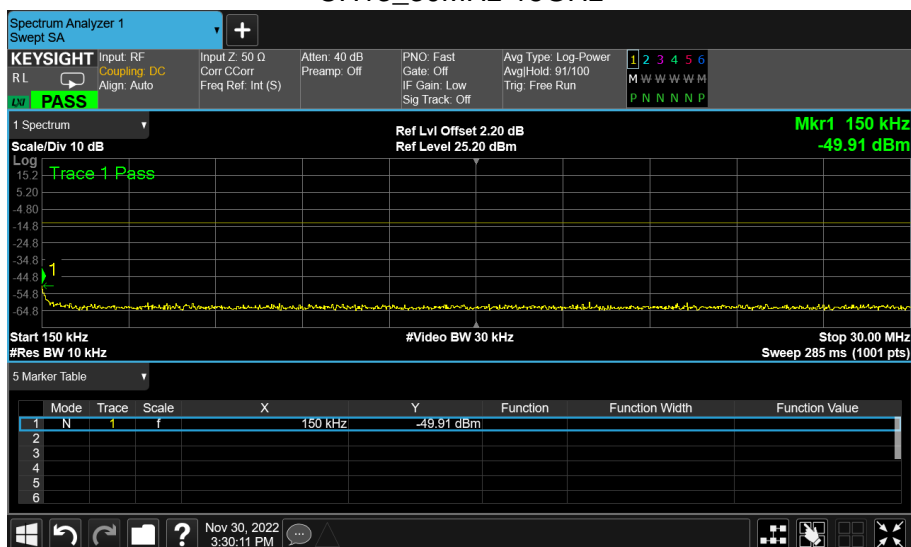 Spectrum Analyzer 1
Swept SA
+
KEYSIGHT
RL
LXI
PASS
Input: RF
Coupling: DC
Align: Auto
Input Z: 50 Ω
Corr CCorr
Freq Ref: Int (S)
Atten: 40 dB
Preamp: Off
PNO: Fast
Gate: Off
IF Gain: Low
Sig Track: Off
Avg Type: Log-Power
Avg|Hold: 91/100
Trig: Free Run
1 2 3 4 5 6
M W W W W M
P N N N N P
1 Spectrum
Scale/Div 10 dB
Ref Lvl Offset 2.20 dB
Ref Level 25.20 dBm
Mkr1 150 kHz
-49.91 dBm
Log
Trace 1 Pass
15.2
5.20
-4.80
-14.8
-24.8
-34.8
1
-44.8
-54.8
-64.8
Start 150 kHz
#Res BW 10 kHz
#Video BW 30 kHz
Stop 30.00 MHz
Sweep 285 ms (1001 pts)
5 Marker Table
Mode Trace Scale X Y Function Function Width Function Value
1 N 1 f 150 kHz -49.91 dBm
2
3
4
5
6
?
Nov 30, 2022
3:30:11 PM